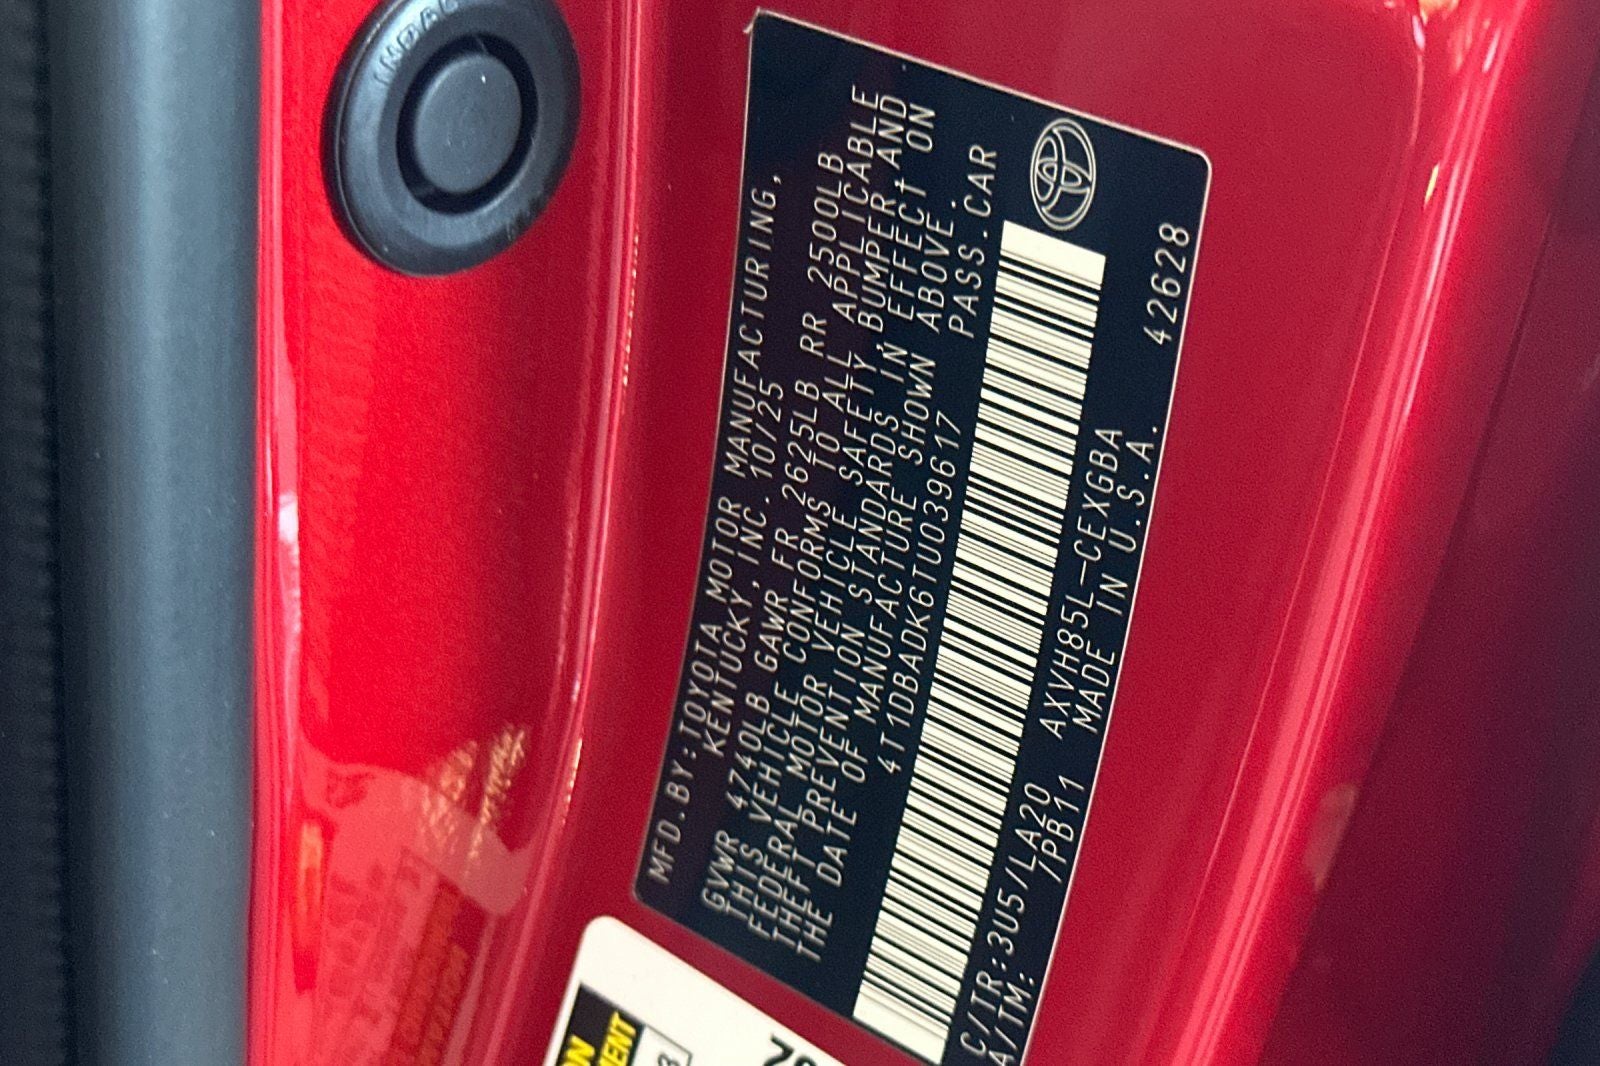 MFD.BY:TOYOTA MOTOR MANUFACTURING,
KENTUCKY, INC. 10/25
GVWR 4740LB GAWR FR 2625LB RR 2500LB
THIS VEHICLE CONFORMS TO ALL APPLICABLE
FEDERAL MOTOR VEHICLE SAFETY,BUMPER,AND
THEFT PREVENTION STANDARDS IN EFFECT ON
THE DATE OF MANUFACTURE SHOWN ABOVE.
4T1DBADK6TU039617 PASS.CAR
C/TR:3U5/LA20 AXVH85L-CEXGBA
A/TM: /PB11 MADE IN U.S.A. 42628